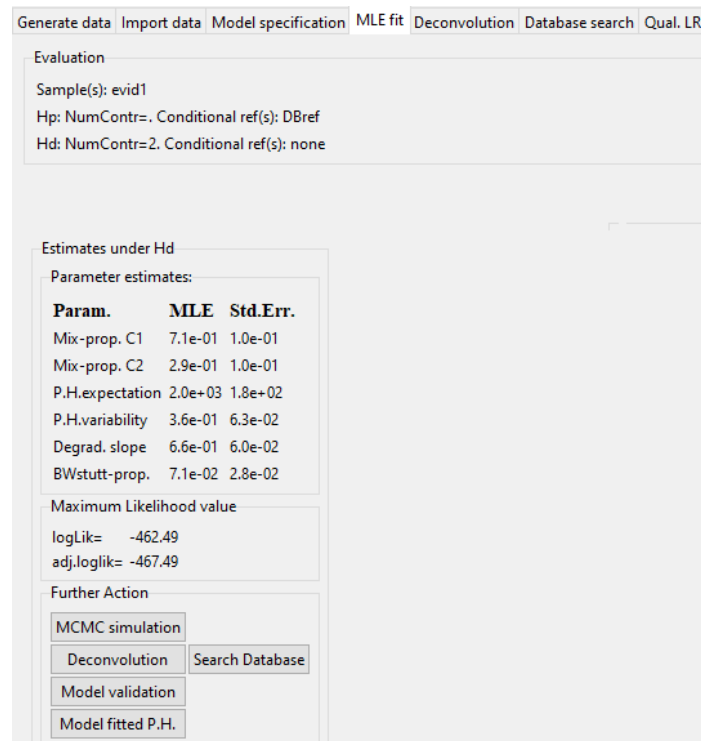 Generate data Import data Model specification MLE fit Deconvolution Database search Qual. LR
Evaluation
Sample(s): evid1
Hp: NumContr=. Conditional ref(s): DBref
Hd: NumContr=2. Conditional ref(s): none
Estimates under Hd
Parameter estimates:
Param. MLE Std.Err.
Mix-prop. C1 7.1e-01 1.0e-01
Mix-prop. C2 2.9e-01 1.0e-01
P.H.expectation 2.0e+03 1.8e+02
P.H.variability 3.6e-01 6.3e-02
Degrad. slope 6.6e-01 6.0e-02
BWstutt-prop. 7.1e-02 2.8e-02
Maximum Likelihood value
logLik= -462.49
adj.loglik= -467.49
Further Action
MCMC simulation
Deconvolution Search Database
Model validation
Model fitted P.H.